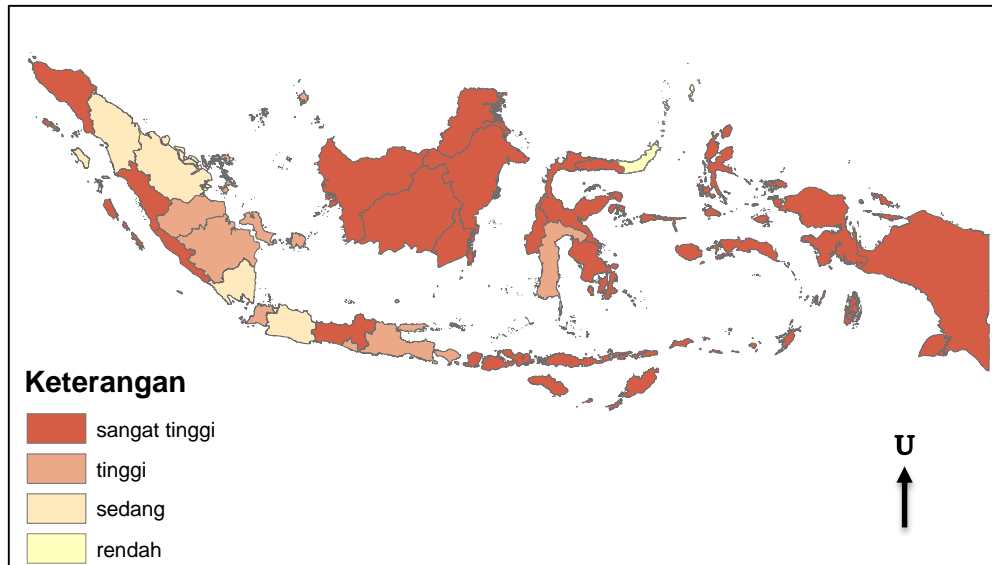 Keterangan
sangat tinggi
tinggi
sedang
rendah
U